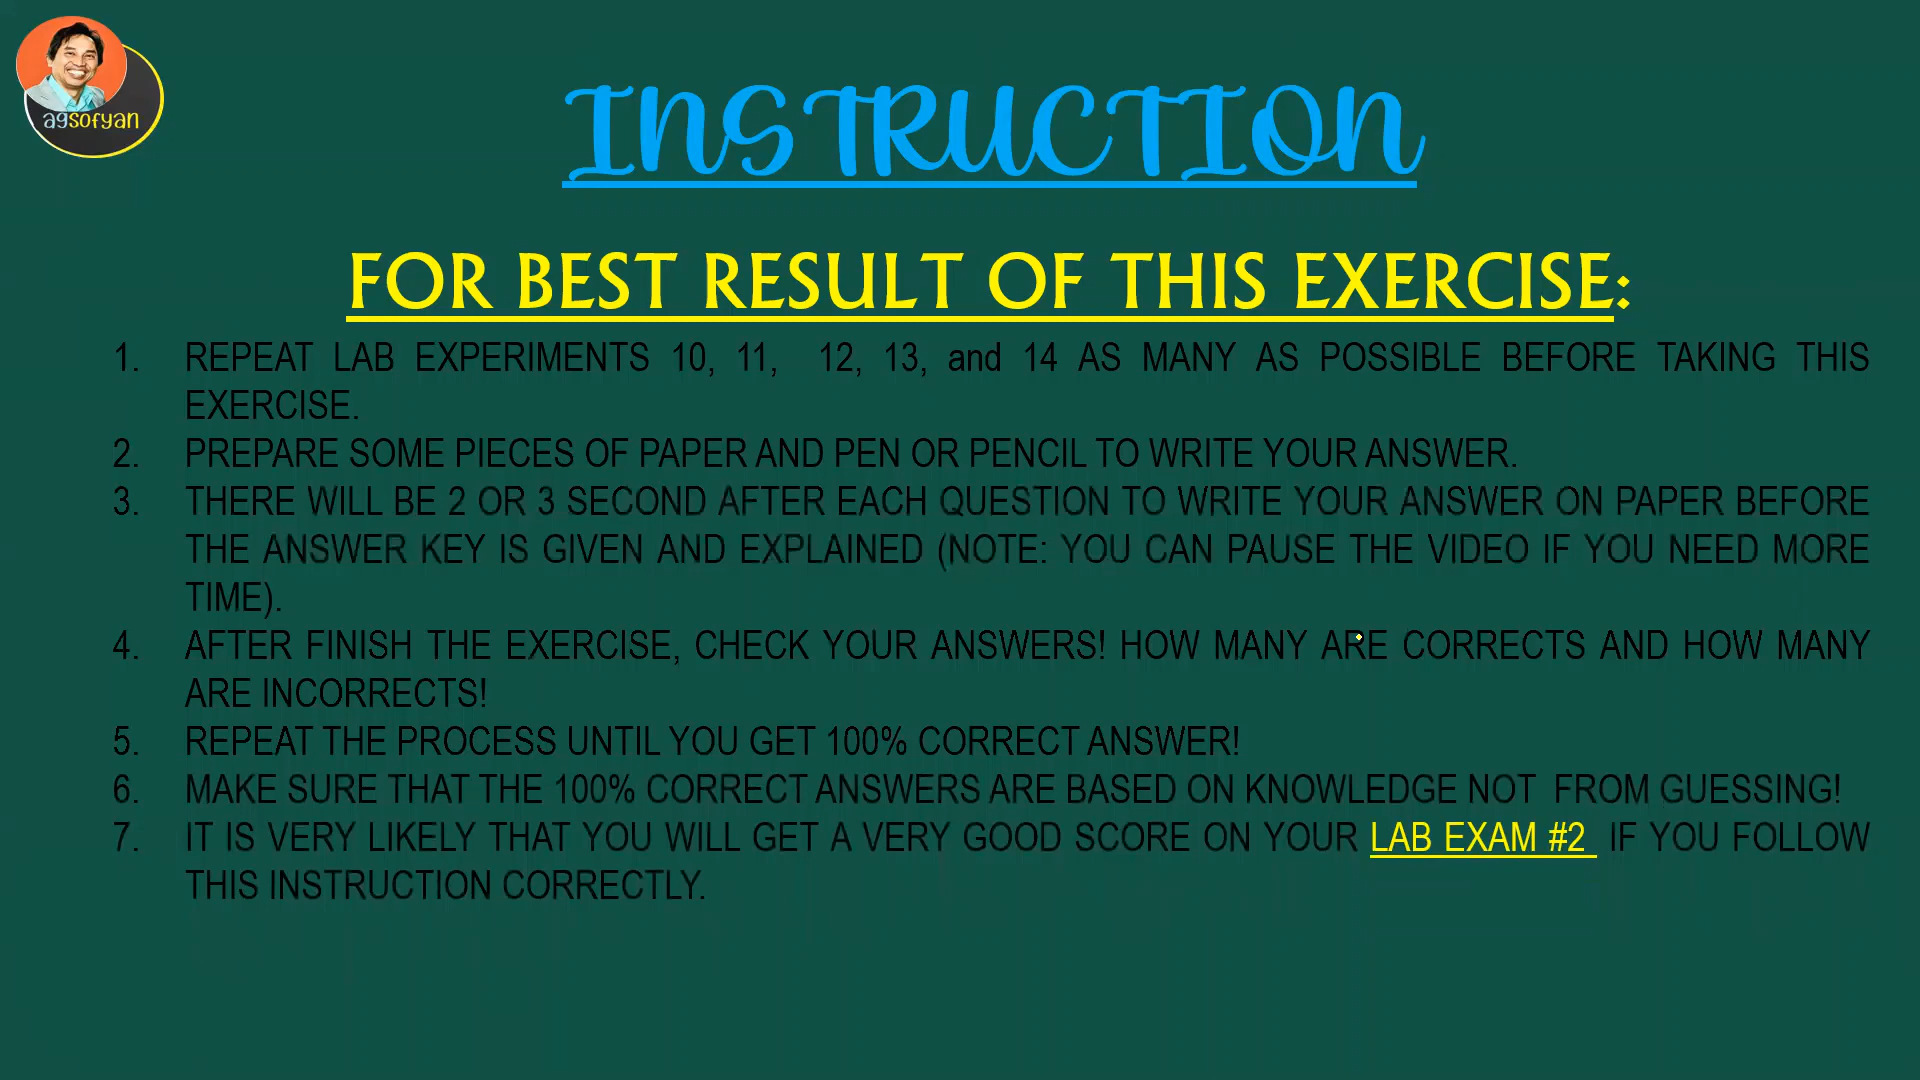 agsofyan
INSTRUCTION
FOR BEST RESULT OF THIS EXERCISE:
1. REPEAT LAB EXPERIMENTS 10, 11, 12, 13, and 14 AS MANY AS POSSIBLE BEFORE TAKING THIS
EXERCISE.
2. PREPARE SOME PIECES OF PAPER AND PEN OR PENCIL TO WRITE YOUR ANSWER.
3. THERE WILL BE 2 OR 3 SECOND AFTER EACH QUESTION TO WRITE YOUR ANSWER ON PAPER BEFORE
THE ANSWER KEY IS GIVEN AND EXPLAINED (NOTE: YOU CAN PAUSE THE VIDEO IF YOU NEED MORE
TIME).
4. AFTER FINISH THE EXERCISE, CHECK YOUR ANSWERS! HOW MANY ARE CORRECTS AND HOW MANY
ARE INCORRECTS!
5. REPEAT THE PROCESS UNTIL YOU GET 100% CORRECT ANSWER!
6. MAKE SURE THAT THE 100% CORRECT ANSWERS ARE BASED ON KNOWLEDGE NOT FROM GUESSING!
7. IT IS VERY LIKELY THAT YOU WILL GET A VERY GOOD SCORE ON YOUR LAB EXAM #2 IF YOU FOLLOW
THIS INSTRUCTION CORRECTLY.